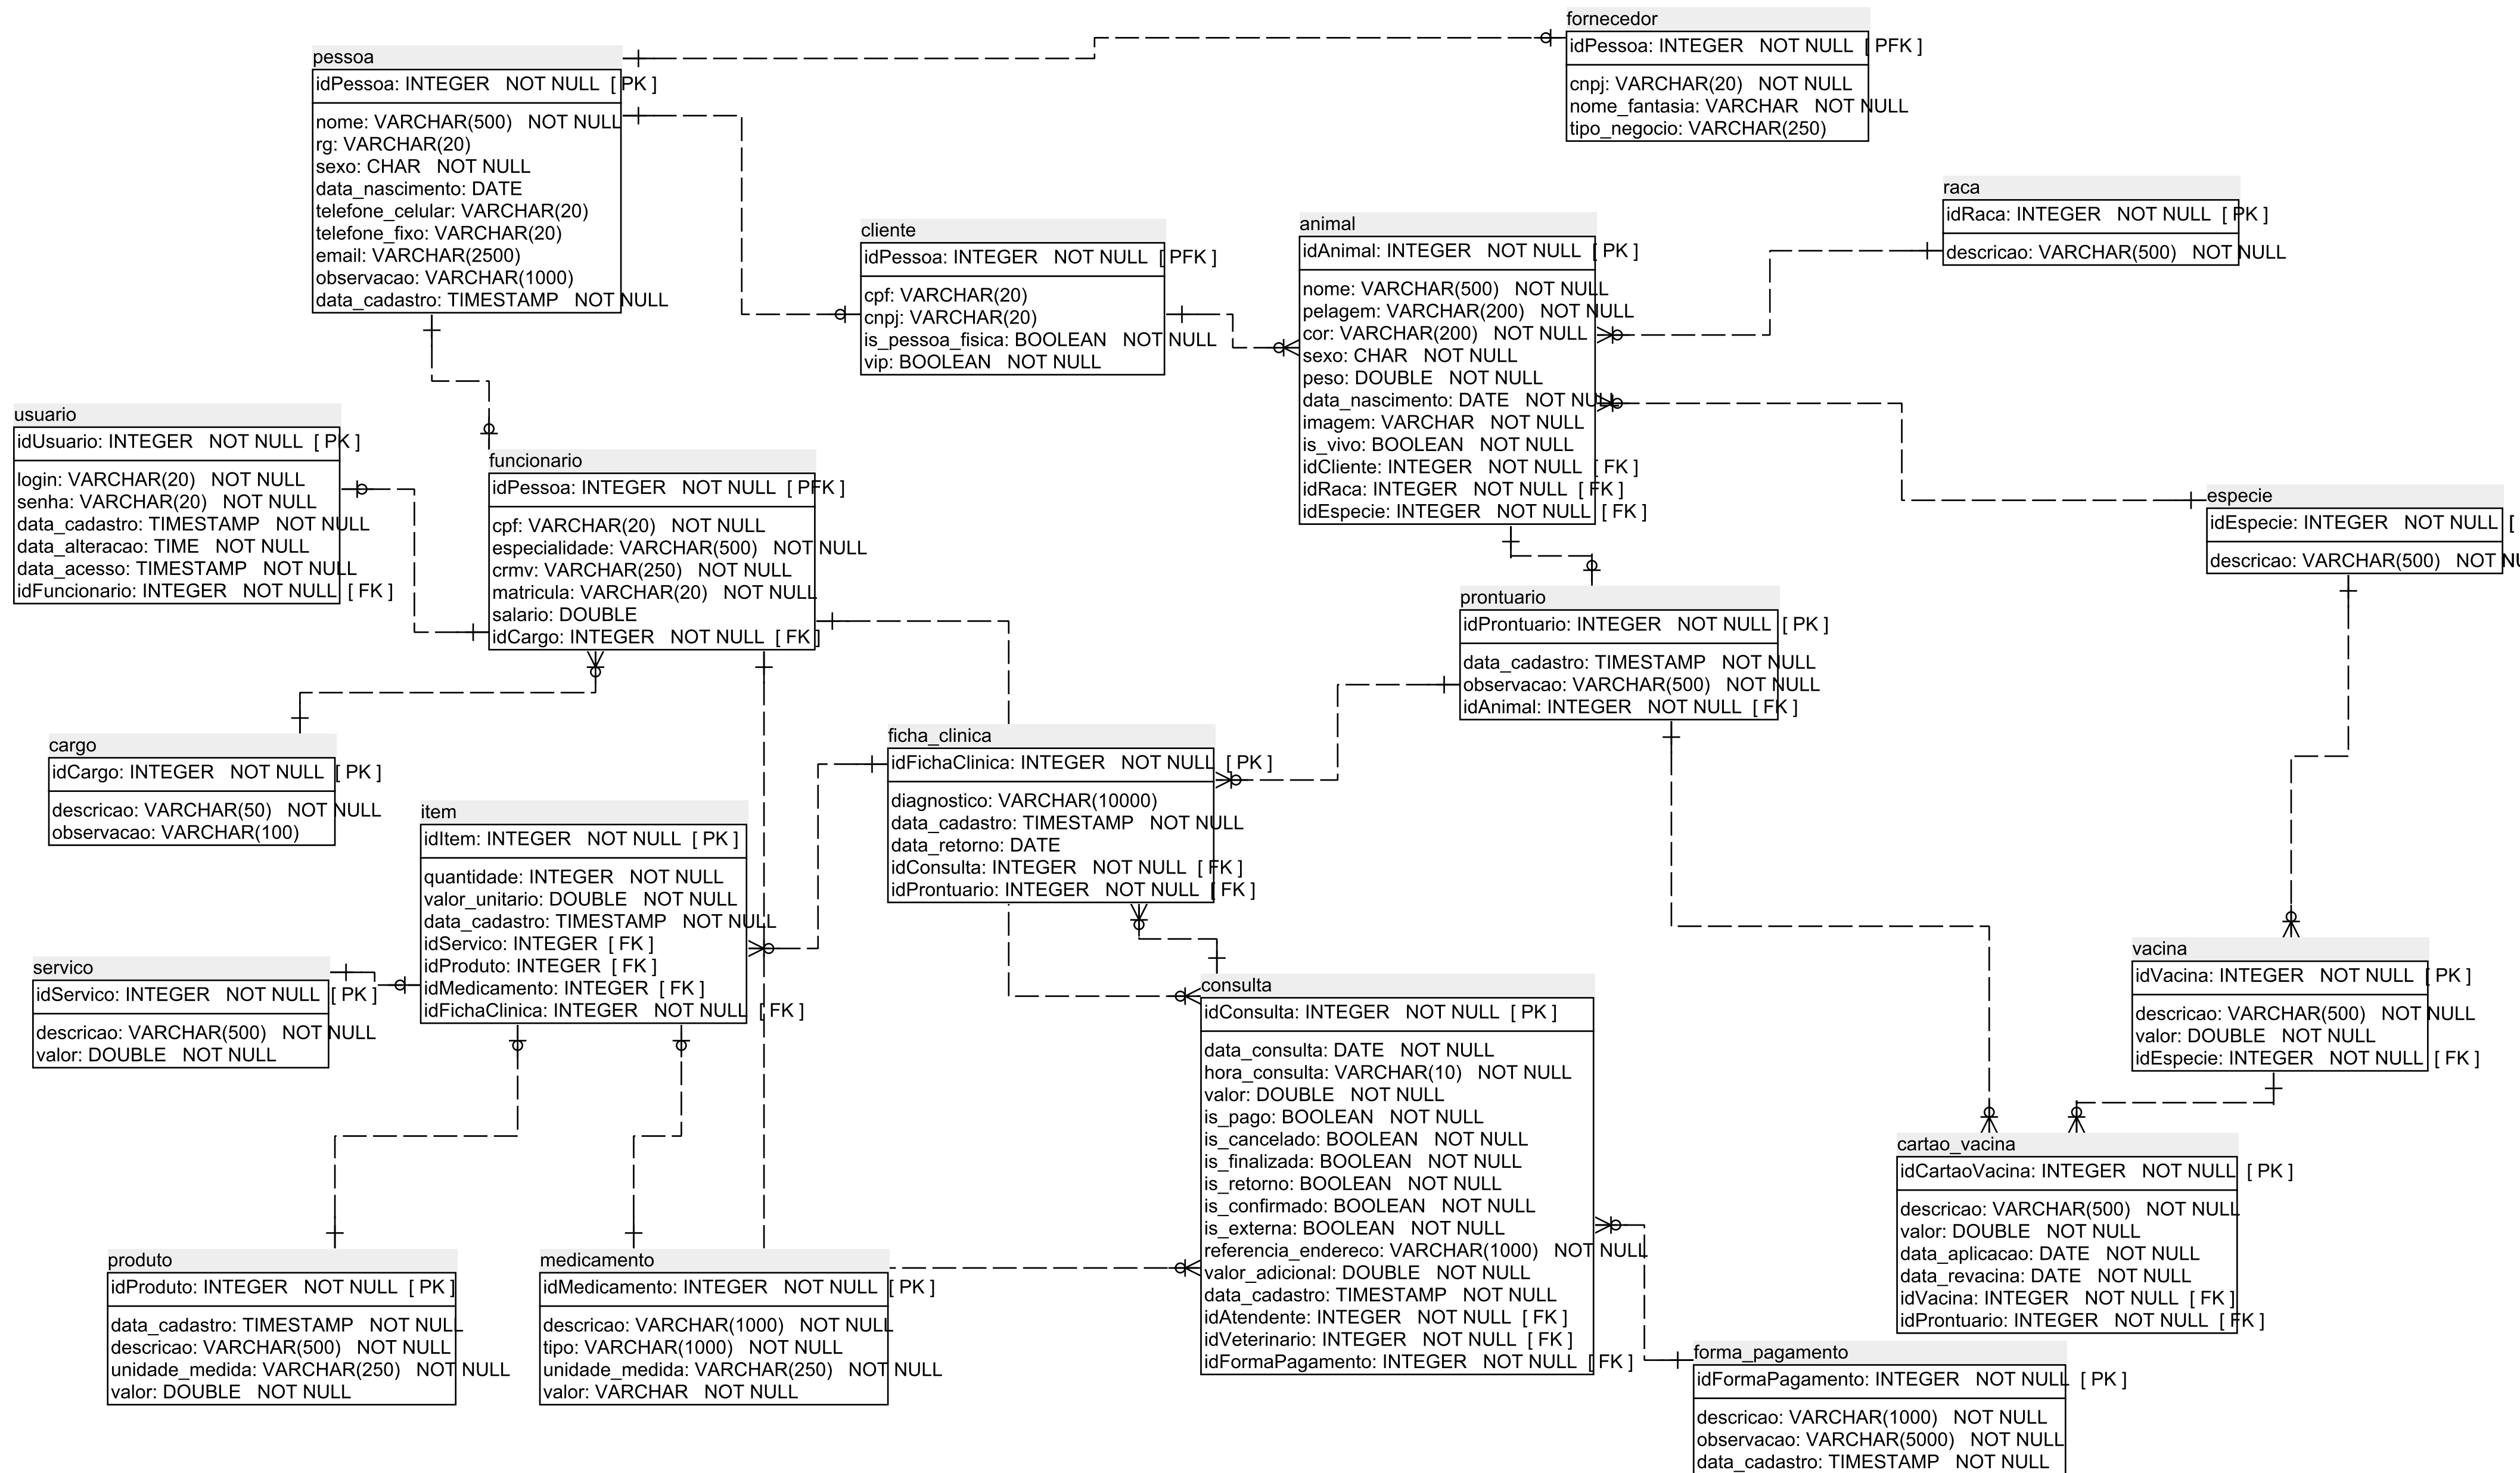 fornecedor
idPessoa: INTEGER NOT NULL [ PFK ]
cnpj: VARCHAR(20) NOT NULL
nome_fantasia: VARCHAR NOT NULL
tipo_negocio: VARCHAR(250)
pessoa
idPessoa: INTEGER NOT NULL [ PK ]
nome: VARCHAR(500) NOT NULL
rg: VARCHAR(20)
sexo: CHAR NOT NULL
data_nascimento: DATE
telefone_celular: VARCHAR(20)
telefone_fixo: VARCHAR(20)
email: VARCHAR(2500)
observacao: VARCHAR(1000)
data_cadastro: TIMESTAMP NOT NULL
raca
idRaca: INTEGER NOT NULL [ PK ]
descricao: VARCHAR(500) NOT NULL
cliente
idPessoa: INTEGER NOT NULL [ PFK ]
cpf: VARCHAR(20)
cnpj: VARCHAR(20)
is_pessoa_fisica: BOOLEAN NOT NULL
vip: BOOLEAN NOT NULL
animal
idAnimal: INTEGER NOT NULL [ PK ]
nome: VARCHAR(500) NOT NULL
pelagem: VARCHAR(200) NOT NULL
cor: VARCHAR(200) NOT NULL
sexo: CHAR NOT NULL
peso: DOUBLE NOT NULL
data_nascimento: DATE NOT NULL
imagem: VARCHAR NOT NULL
is_vivo: BOOLEAN NOT NULL
idCliente: INTEGER NOT NULL [ FK ]
idRaca: INTEGER NOT NULL [ FK ]
idEspecie: INTEGER NOT NULL [ FK ]
usuario
idUsuario: INTEGER NOT NULL [ PK ]
login: VARCHAR(20) NOT NULL
senha: VARCHAR(20) NOT NULL
data_cadastro: TIMESTAMP NOT NULL
data_alteracao: TIME NOT NULL
data_acesso: TIMESTAMP NOT NULL
idFuncionario: INTEGER NOT NULL [ FK ]
funcionario
idPessoa: INTEGER NOT NULL [ PFK ]
cpf: VARCHAR(20) NOT NULL
especialidade: VARCHAR(500) NOT NULL
crmv: VARCHAR(250) NOT NULL
matricula: VARCHAR(20) NOT NULL
salario: DOUBLE
idCargo: INTEGER NOT NULL [ FK ]
especie
idEspecie: INTEGER NOT NULL [
descricao: VARCHAR(500) NOT
prontuario
idProntuario: INTEGER NOT NULL [ PK ]
data_cadastro: TIMESTAMP NOT NULL
observacao: VARCHAR(500) NOT NULL
idAnimal: INTEGER NOT NULL [ FK ]
cargo
idCargo: INTEGER NOT NULL [ PK ]
descricao: VARCHAR(50) NOT NULL
observacao: VARCHAR(100)
ficha_clinica
idFichaClinica: INTEGER NOT NULL [ PK ]
diagnostico: VARCHAR(10000)
data_cadastro: TIMESTAMP NOT NULL
data_retorno: DATE
idConsulta: INTEGER NOT NULL [ FK ]
idProntuario: INTEGER NOT NULL [ FK ]
item
idItem: INTEGER NOT NULL [ PK ]
quantidade: INTEGER NOT NULL
valor_unitario: DOUBLE NOT NULL
data_cadastro: TIMESTAMP NOT NULL
idServico: INTEGER [ FK ]
idProduto: INTEGER [ FK ]
idMedicamento: INTEGER [ FK ]
idFichaClinica: INTEGER NOT NULL [ FK ]
servico
idServico: INTEGER NOT NULL [ PK ]
descricao: VARCHAR(500) NOT NULL
valor: DOUBLE NOT NULL
consulta
idConsulta: INTEGER NOT NULL [ PK ]
data_consulta: DATE NOT NULL
hora_consulta: VARCHAR(10) NOT NULL
valor: DOUBLE NOT NULL
is_pago: BOOLEAN NOT NULL
is_cancelado: BOOLEAN NOT NULL
is_finalizada: BOOLEAN NOT NULL
is_retorno: BOOLEAN NOT NULL
is_confirmado: BOOLEAN NOT NULL
is_externa: BOOLEAN NOT NULL
referencia_endereco: VARCHAR(1000) NOT NULL
valor_adicional: DOUBLE NOT NULL
data_cadastro: TIMESTAMP NOT NULL
idAtendente: INTEGER NOT NULL [ FK ]
idVeterinario: INTEGER NOT NULL [ FK ]
idFormaPagamento: INTEGER NOT NULL [ FK ]
vacina
idVacina: INTEGER NOT NULL [ PK ]
descricao: VARCHAR(500) NOT NULL
valor: DOUBLE NOT NULL
idEspecie: INTEGER NOT NULL [ FK ]
cartao_vacina
idCartaoVacina: INTEGER NOT NULL [ PK ]
descricao: VARCHAR(500) NOT NULL
valor: DOUBLE NOT NULL
data_aplicacao: DATE NOT NULL
data_revacina: DATE NOT NULL
idVacina: INTEGER NOT NULL [ FK ]
idProntuario: INTEGER NOT NULL [ FK ]
produto
idProduto: INTEGER NOT NULL [ PK ]
data_cadastro: TIMESTAMP NOT NULL
descricao: VARCHAR(500) NOT NULL
unidade_medida: VARCHAR(250) NOT NULL
valor: DOUBLE NOT NULL
medicamento
idMedicamento: INTEGER NOT NULL [ PK ]
descricao: VARCHAR(1000) NOT NULL
tipo: VARCHAR(1000) NOT NULL
unidade_medida: VARCHAR(250) NOT NULL
valor: VARCHAR NOT NULL
forma_pagamento
idFormaPagamento: INTEGER NOT NULL [ PK ]
descricao: VARCHAR(1000) NOT NULL
observacao: VARCHAR(5000) NOT NULL
data_cadastro: TIMESTAMP NOT NULL